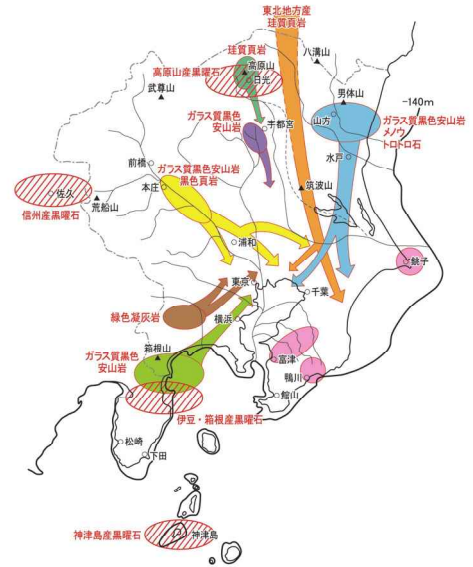 東北地方産
珪質頁岩
八溝山
珪質頁岩
高原山
日光
高原山産黒曜石
武尊山
男体山
-140m
山方
ガラス質黒色安山岩
メノウ
トロトロ石
宇都宮
ガラス質黒色
安山岩
水戸
前橋
ガラス質黒色安山岩
黒色頁岩
本庄
筑波山
佐久
荒船山
信州産黒曜石
浦和
銚子
東京
千葉
緑色凝灰岩
横浜
箱根山
ガラス質黒色
安山岩
富津
鴨川
館山
伊豆・箱根産黒曜石
松崎
下田
神津島産黒曜石
神津島